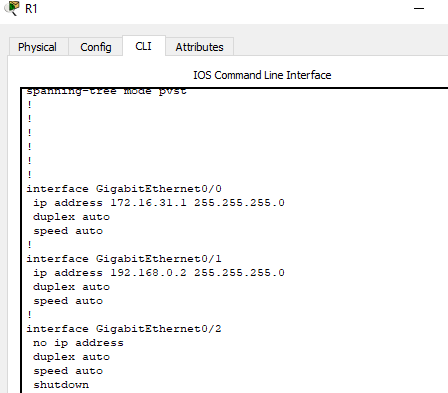 R1
Physical Config CLI Attributes
IOS Command Line Interface
spanning-tree mode pvst
!
!
!
!
!
!
interface GigabitEthernet0/0
ip address 172.16.31.1 255.255.255.0
duplex auto
speed auto
!
interface GigabitEthernet0/1
ip address 192.168.0.2 255.255.255.0
duplex auto
speed auto
!
interface GigabitEthernet0/2
no ip address
duplex auto
speed auto
shutdown